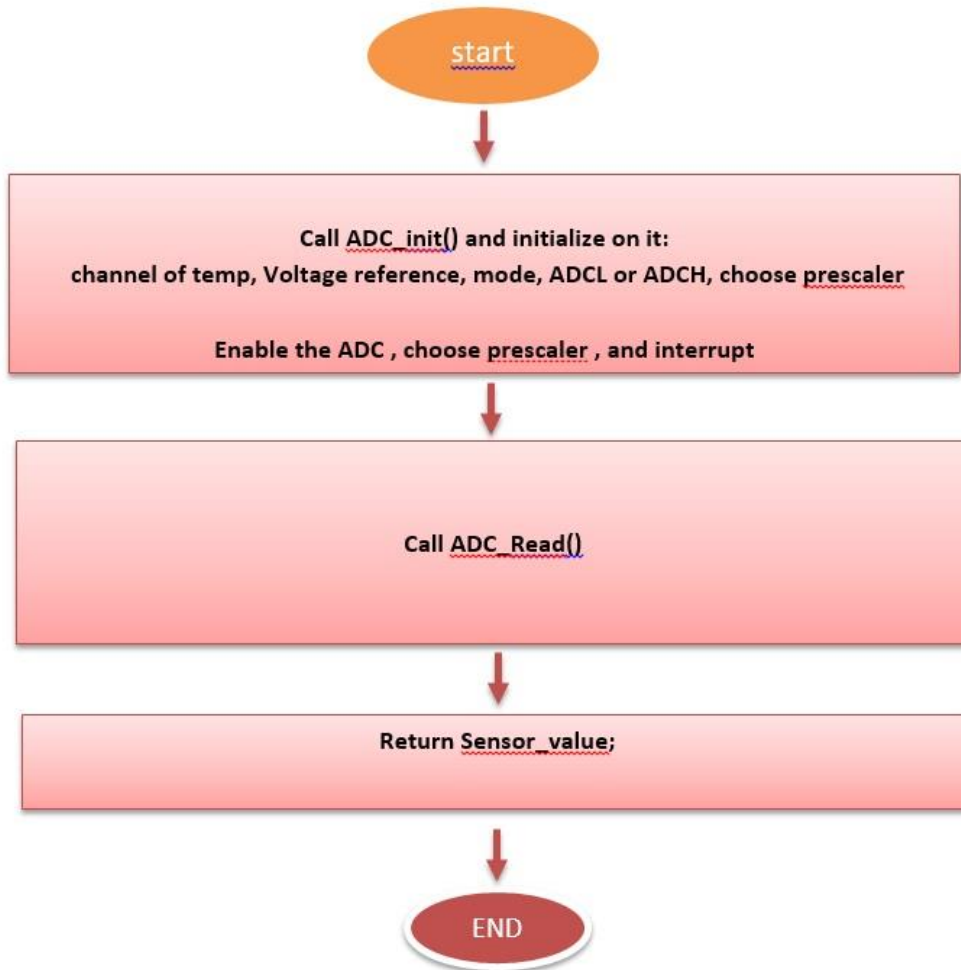 start
Call ADC_init() and initialize on it:
channel of temp, Voltage reference, mode, ADCL or ADCH, choose prescaler
Enable the ADC , choose prescaler , and interrupt
Call ADC_Read()
Return Sensor_value;
END